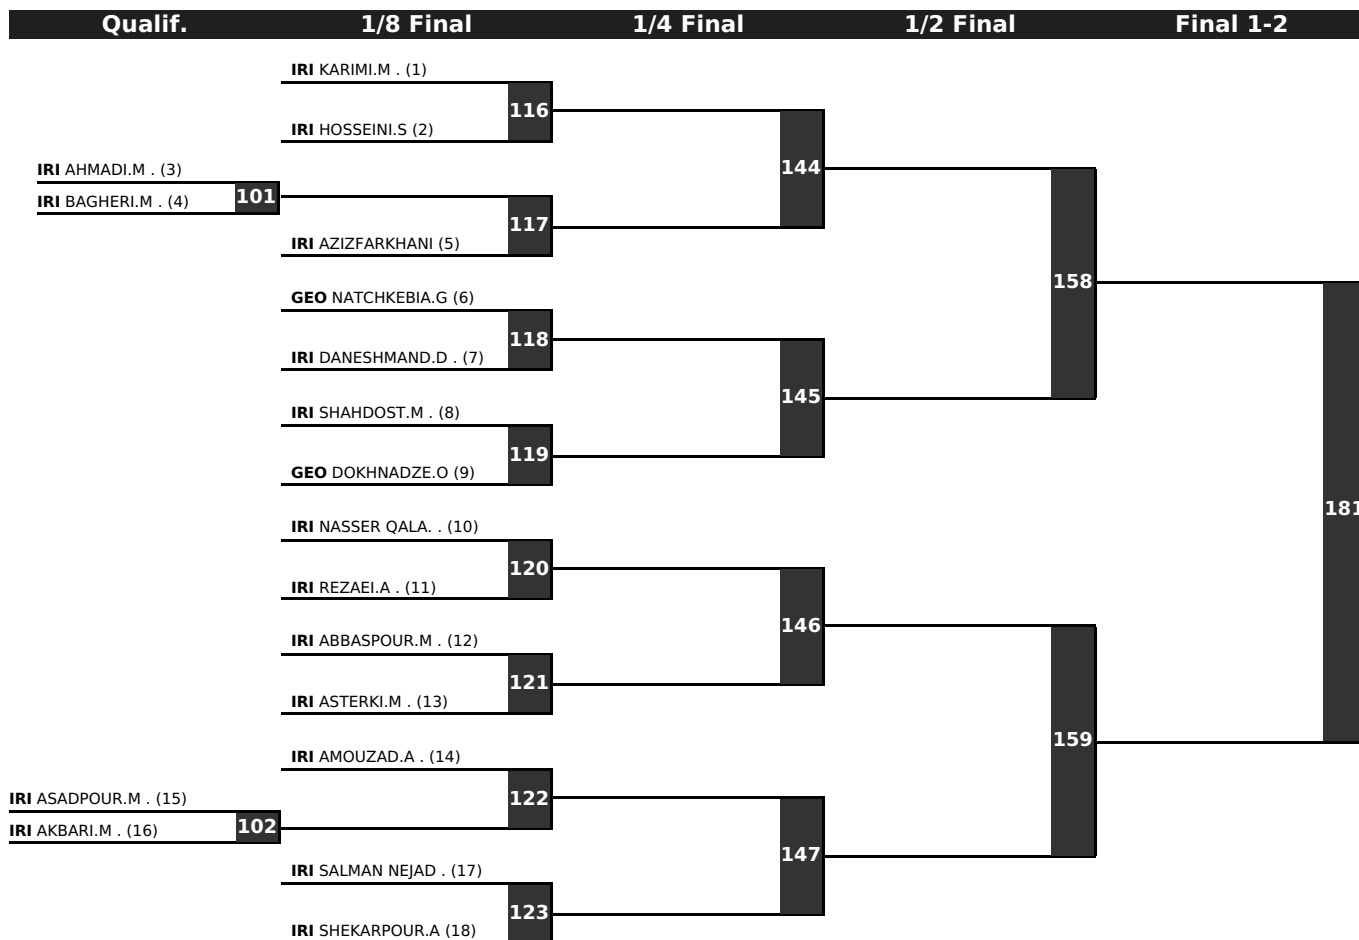 Qualif. 1/8 Final 1/4 Final 1/2 Final Final 1-2
IRI KARIMI.M . (1)
116
IRI HOSSEINI.S (2)
IRI AHMADI.M . (3)
144
IRI BAGHERI.M . (4) 101
117
IRI AZIZFARKHANI (5)
158
GEO NATCHKEBIA.G (6)
118
IRI DANESHMAND.D . (7)
145
IRI SHAHDOST.M . (8)
119
GEO DOKHNADZE.O (9)
181
IRI NASSER QALA. . (10)
120
IRI REZAEI.A . (11)
146
IRI ABBASPOUR.M . (12)
121
IRI ASTERKI.M . (13)
159
IRI AMOUZAD.A . (14)
122
IRI ASADPOUR.M . (15)
IRI AKBARI.M . (16) 102
147
IRI SALMAN NEJAD . (17)
123
IRI SHEKARPOUR.A (18)